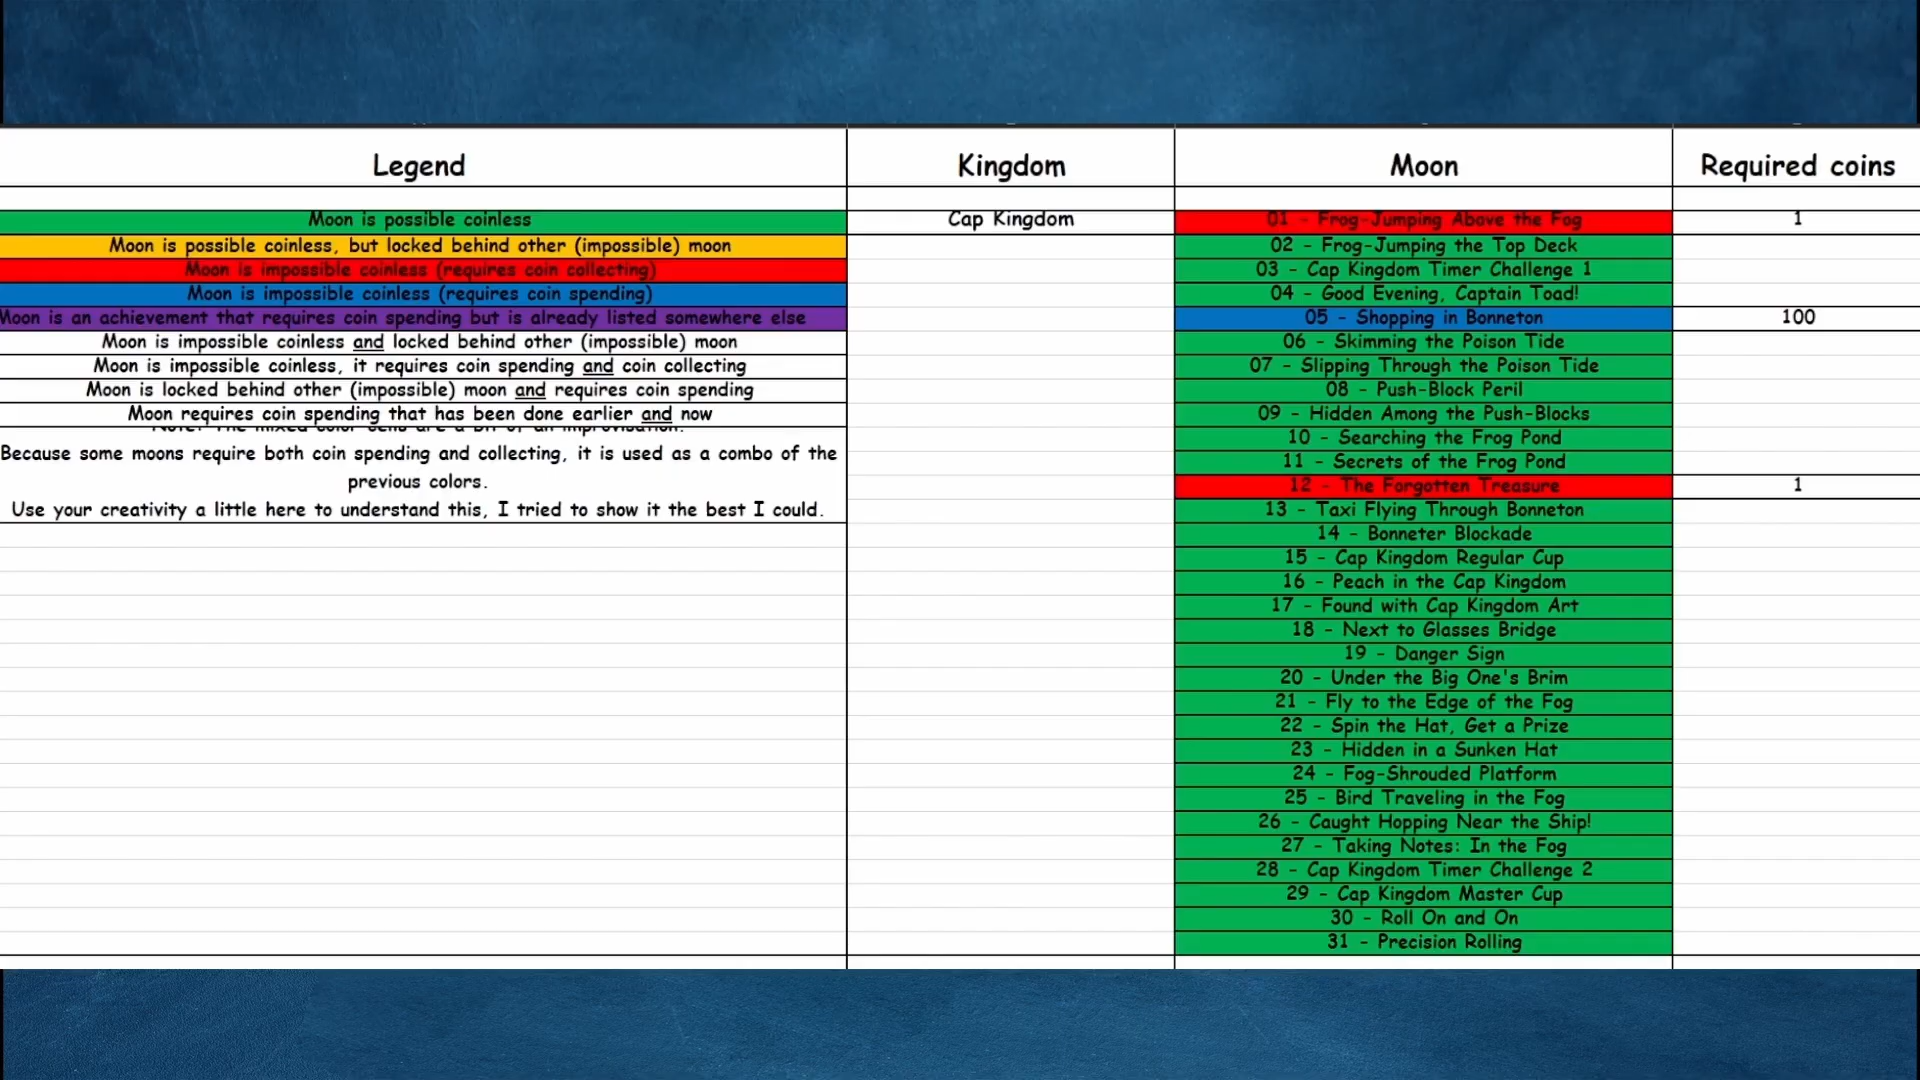 Legend Kingdom Moon Required coins
Moon is possible coinless Cap Kingdom 01 - Frog-Jumping Above the Fog 1
Moon is possible coinless, but locked behind other (impossible) moon 02 - Frog-Jumping the Top Deck
Moon is impossible coinless (requires coin collecting) 03 - Cap Kingdom Timer Challenge 1
Moon is impossible coinless (requires coin spending) 04 - Good Evening, Captain Toad!
Moon is an achievement that requires coin spending but is already listed somewhere else 05 - Shopping in Bonneton 100
Moon is impossible coinless and locked behind other (impossible) moon 06 - Skimming the Poison Tide
Moon is impossible coinless, it requires coin spending and coin collecting 07 - Slipping Through the Poison Tide
Moon is locked behind other (impossible) moon and requires coin spending 08 - Push-Block Peril
Moon requires coin spending that has been done earlier and now 09 - Hidden Among the Push-Blocks
Note: The mixed color cells are a bit of an improvisation. 10 - Searching the Frog Pond
Because some moons require both coin spending and collecting, it is used as a combo of the 11 - Secrets of the Frog Pond
previous colors. 12 - The Forgotten Treasure 1
Use your creativity a little here to understand this, I tried to show it the best I could. 13 - Taxi Flying Through Bonneton
14 - Bonneter Blockade
15 - Cap Kingdom Regular Cup
16 - Peach in the Cap Kingdom
17 - Found with Cap Kingdom Art
18 - Next to Glasses Bridge
19 - Danger Sign
20 - Under the Big One's Brim
21 - Fly to the Edge of the Fog
22 - Spin the Hat, Get a Prize
23 - Hidden in a Sunken Hat
24 - Fog-Shrouded Platform
25 - Bird Traveling in the Fog
26 - Caught Hopping Near the Ship!
27 - Taking Notes: In the Fog
28 - Cap Kingdom Timer Challenge 2
29 - Cap Kingdom Master Cup
30 - Roll On and On
31 - Precision Rolling